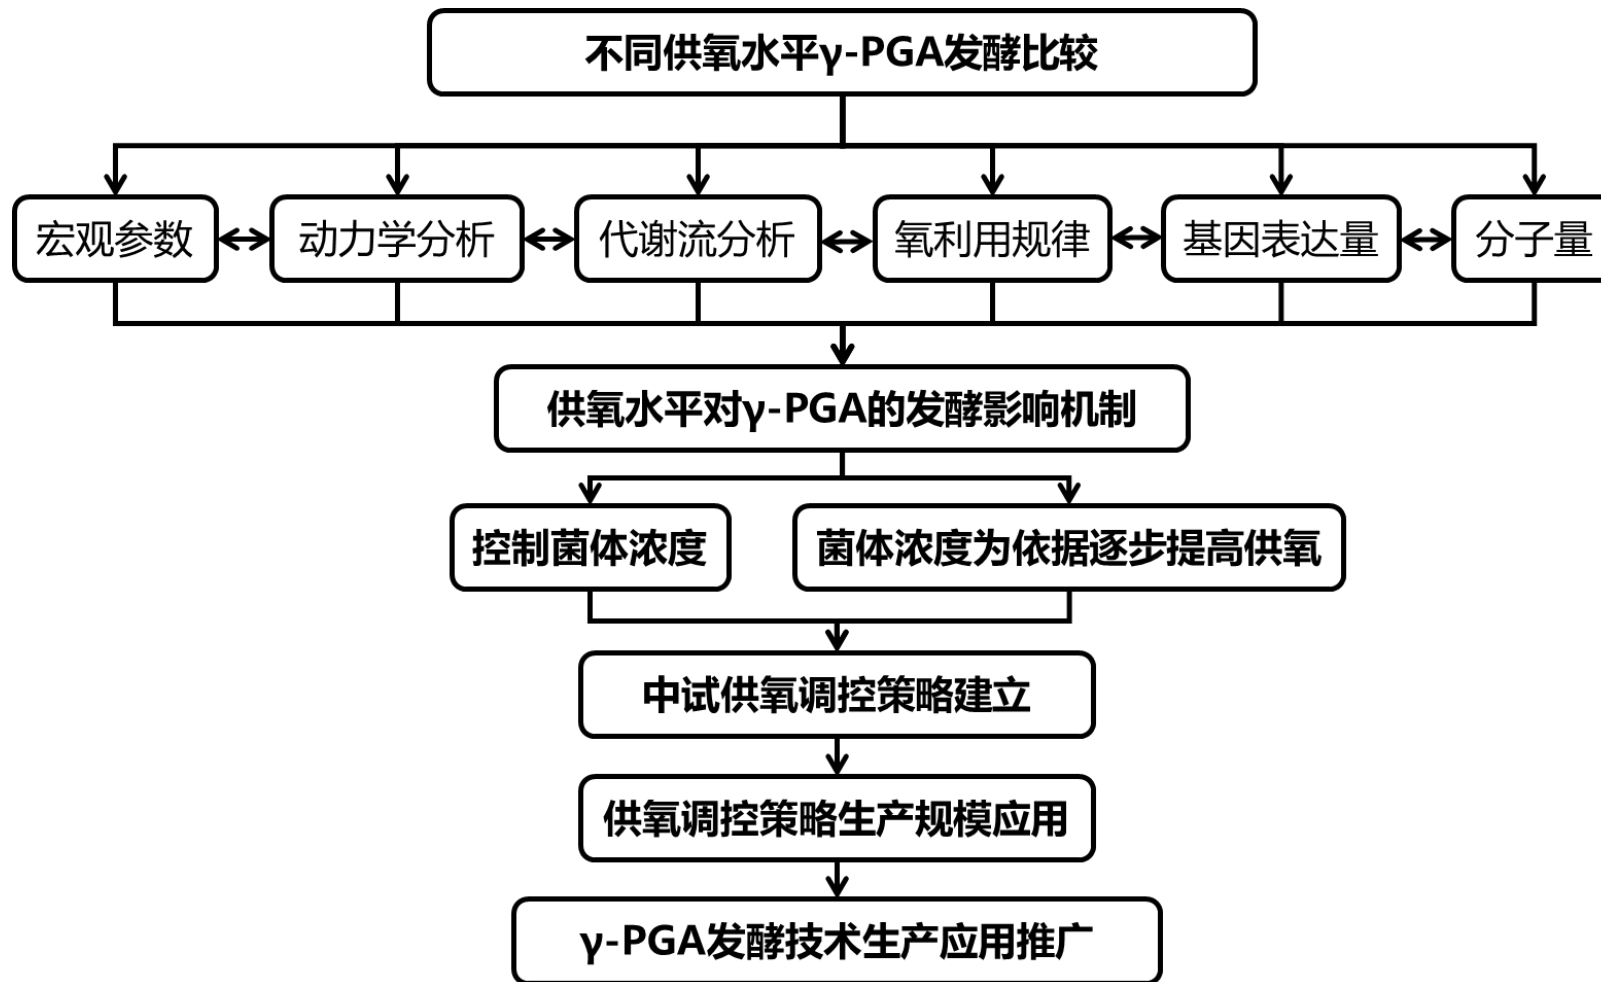 不同供氧水平γ-PGA发酵比较
宏观参数
动力学分析
代谢流分析
氧利用规律
基因表达量
分子量
供氧水平对γ-PGA的发酵影响机制
控制菌体浓度
菌体浓度为依据逐步提高供氧
中试供氧调控策略建立
供氧调控策略生产规模应用
γ-PGA发酵技术生产应用推广